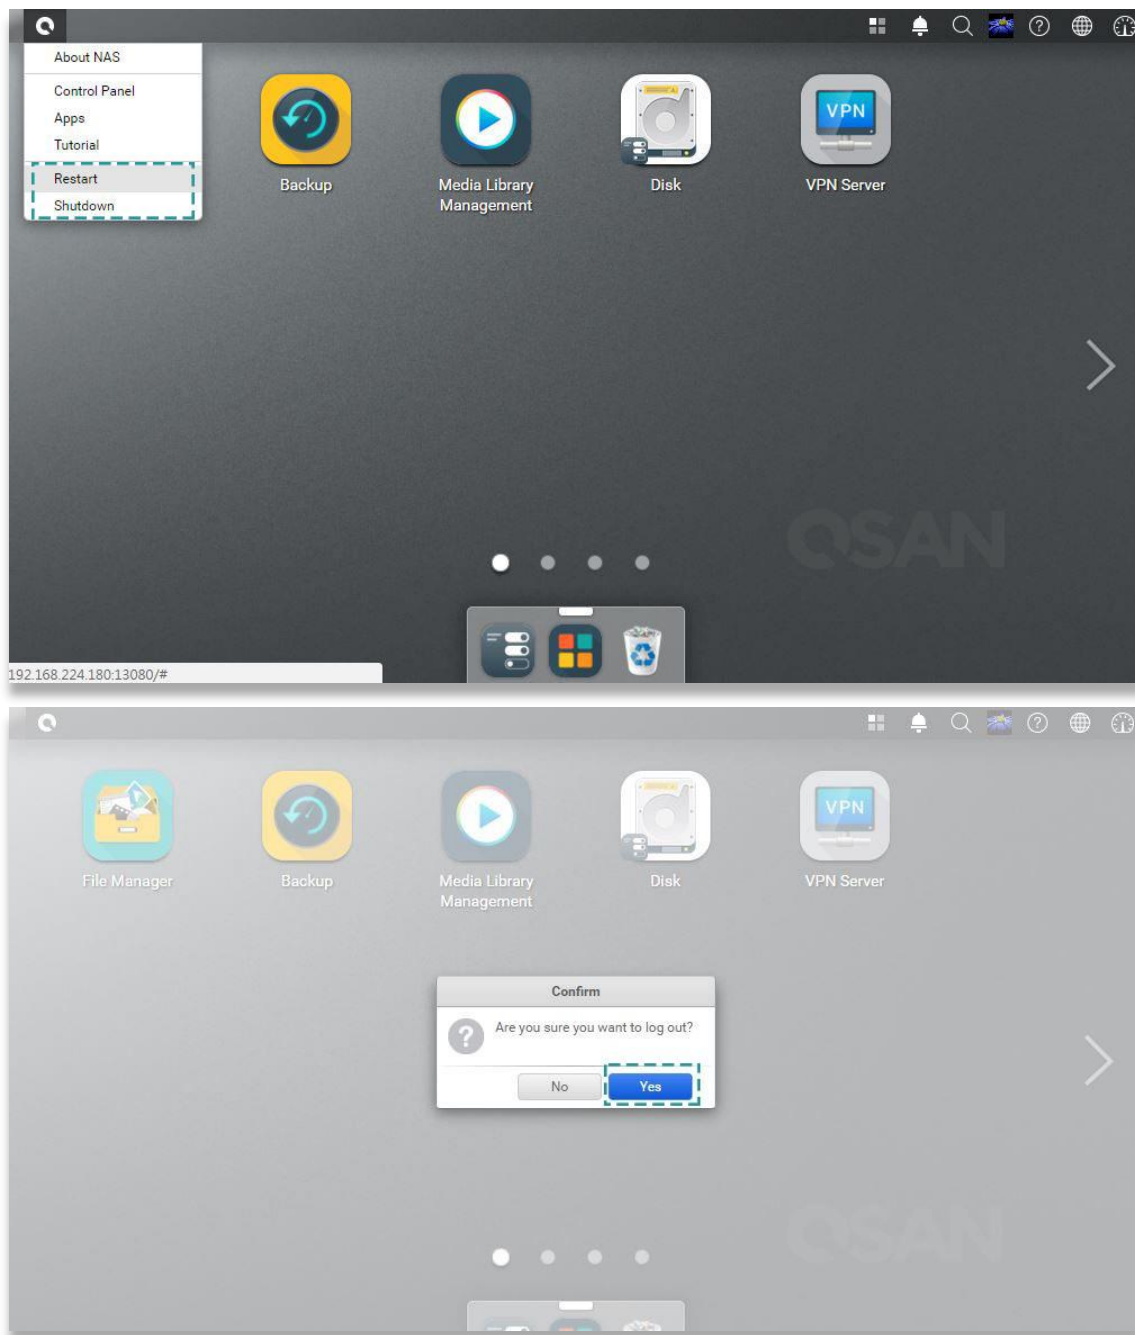 About NAS
Control Panel
Apps
Tutorial
Restart
Shutdown
Backup
Media Library
Management
Disk
VPN
VPN Server
QSAN
192.168.224.180:13080/#
File Manager
Backup
Media Library
Management
Disk
VPN
VPN Server
Confirm
Are you sure you want to log out?
No
Yes
QSAN